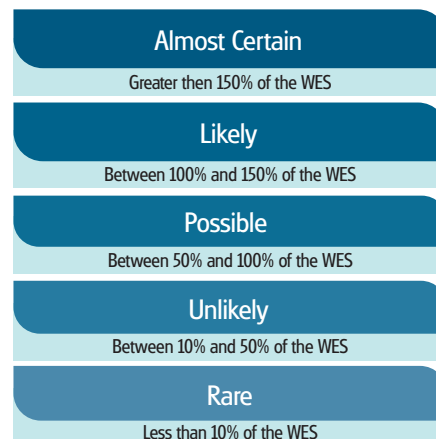 Almost Certain
Greater then 150% of the WES
Likely
Between 100% and 150% of the WES
Possible
Between 50% and 100% of the WES
Unlikely
Between 10% and 50% of the WES
Rare
Less than 10% of the WES